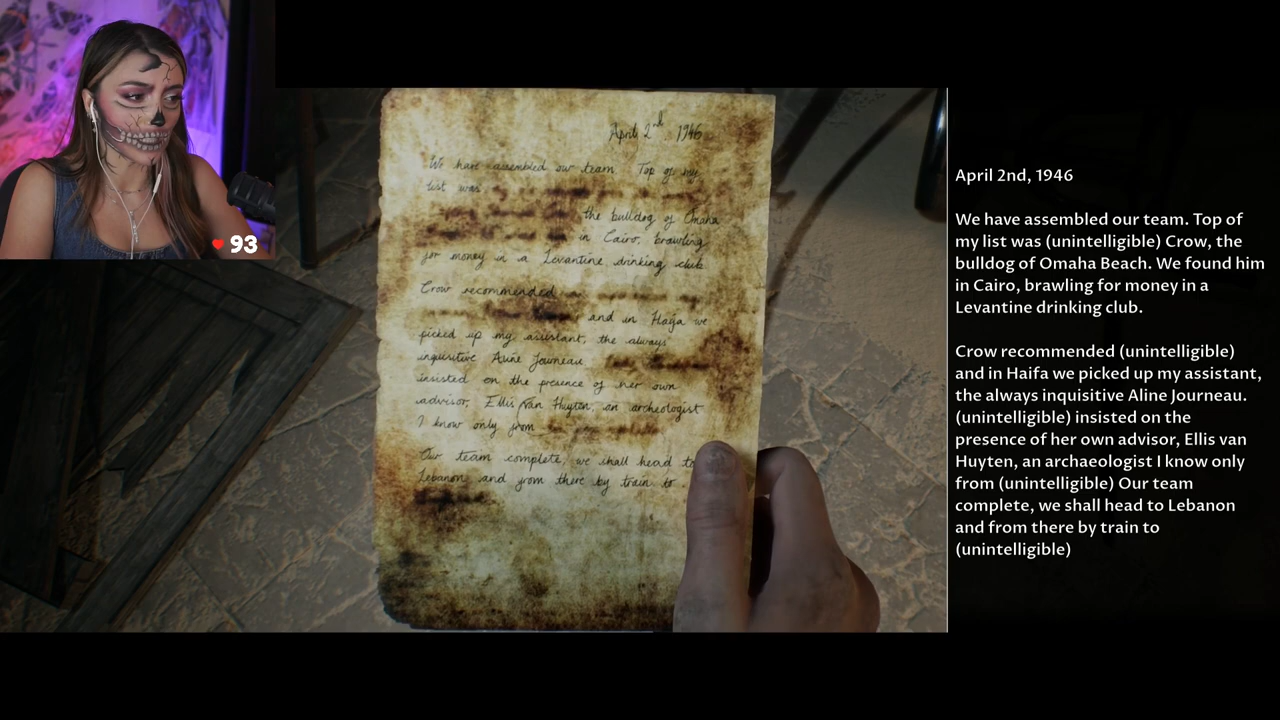 93
April 2nd, 1946
We have assembled our team. Top of my
list was
the bulldog of Omaha
in Cairo, brawling
for money in a Levantine drinking club.
Crow recommended
and in Haifa we
picked up my assistant, the always
inquisitive Aline Journeau.
insisted on the presence of her own
advisor, Ellis van Huyten, an archeologist
I know only from
Our team complete, we shall head to
Lebanon and from there by train to
April 2nd, 1946
We have assembled our team. Top of
my list was (unintelligible) Crow, the
bulldog of Omaha Beach. We found him
in Cairo, brawling for money in a
Levantine drinking club.
Crow recommended (unintelligible)
and in Haifa we picked up my assistant,
the always inquisitive Aline Journeau.
(unintelligible) insisted on the
presence of her own advisor, Ellis van
Huyten, an archaeologist I know only
from (unintelligible) Our team
complete, we shall head to Lebanon
and from there by train to
(unintelligible)